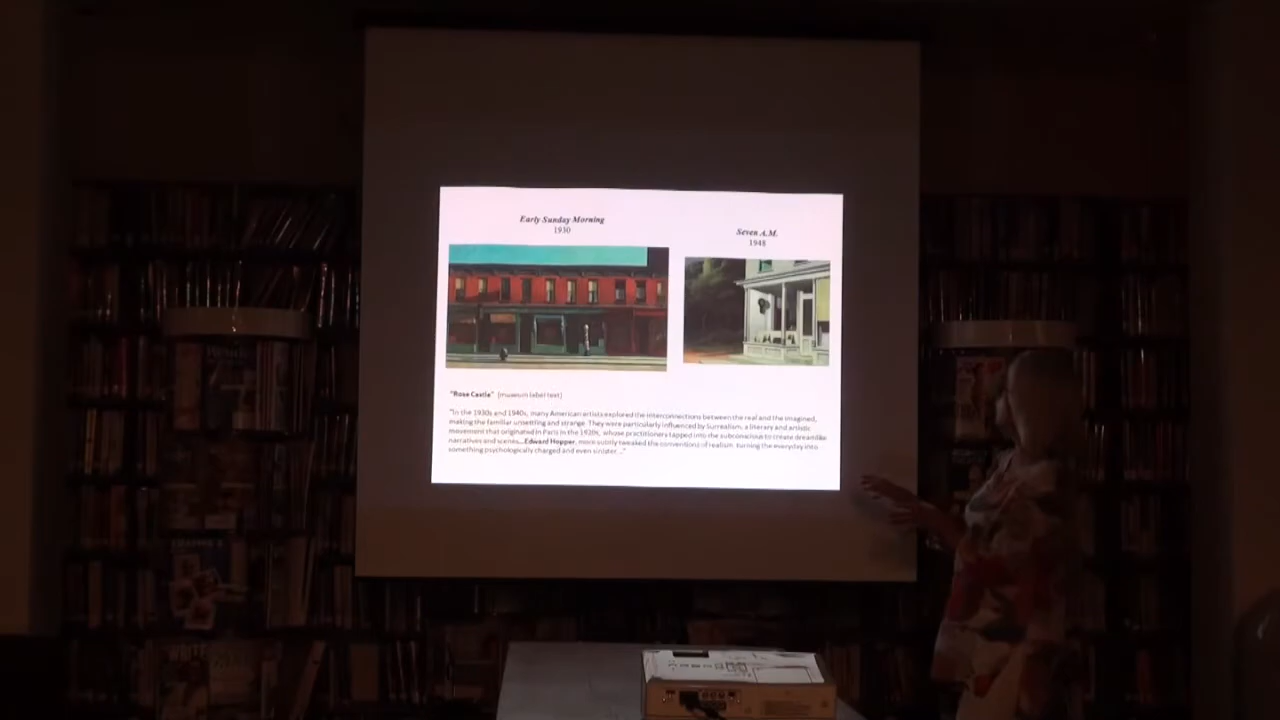 Early Sunday Morning
1930
Seven A.M.
1948
"Rose Castle" (museum label text)
"In the 1930s and 1940s, many American artists explored the interconnections between the real and the imagined,
making the familiar unsettling and strange. They were particularly influenced by Surrealism, a literary and artistic
movement that originated in Paris in the 1920s, whose practitioners tapped into the subconscious to create dreamlike
narratives and scenes...Edward Hopper, more subtly tweaked the conventions of realism, turning the everyday into
something psychologically charged and even sinister..."
WRITE